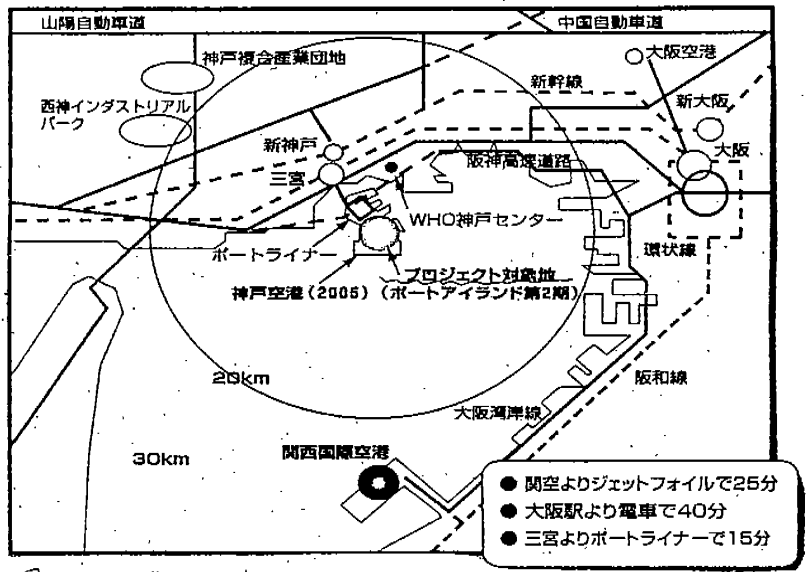 山陽自動車道
中国自動車道
神戸複合産業団地
大阪空港
新幹線
西神インダストリアル
パーク
新大阪
新神戸
大阪
三宮
阪神高速道路
WHO神戸センター
ポートライナー
環状線
プロジェクト対象地
神戸空港(2005)(ポートアイランド第2期)
20km
阪和線
大阪湾岸線
30km
関西国際空港
● 関空よりジェットフォイルで25分
● 大阪駅より電車で40分
● 三宮よりポートライナーで15分